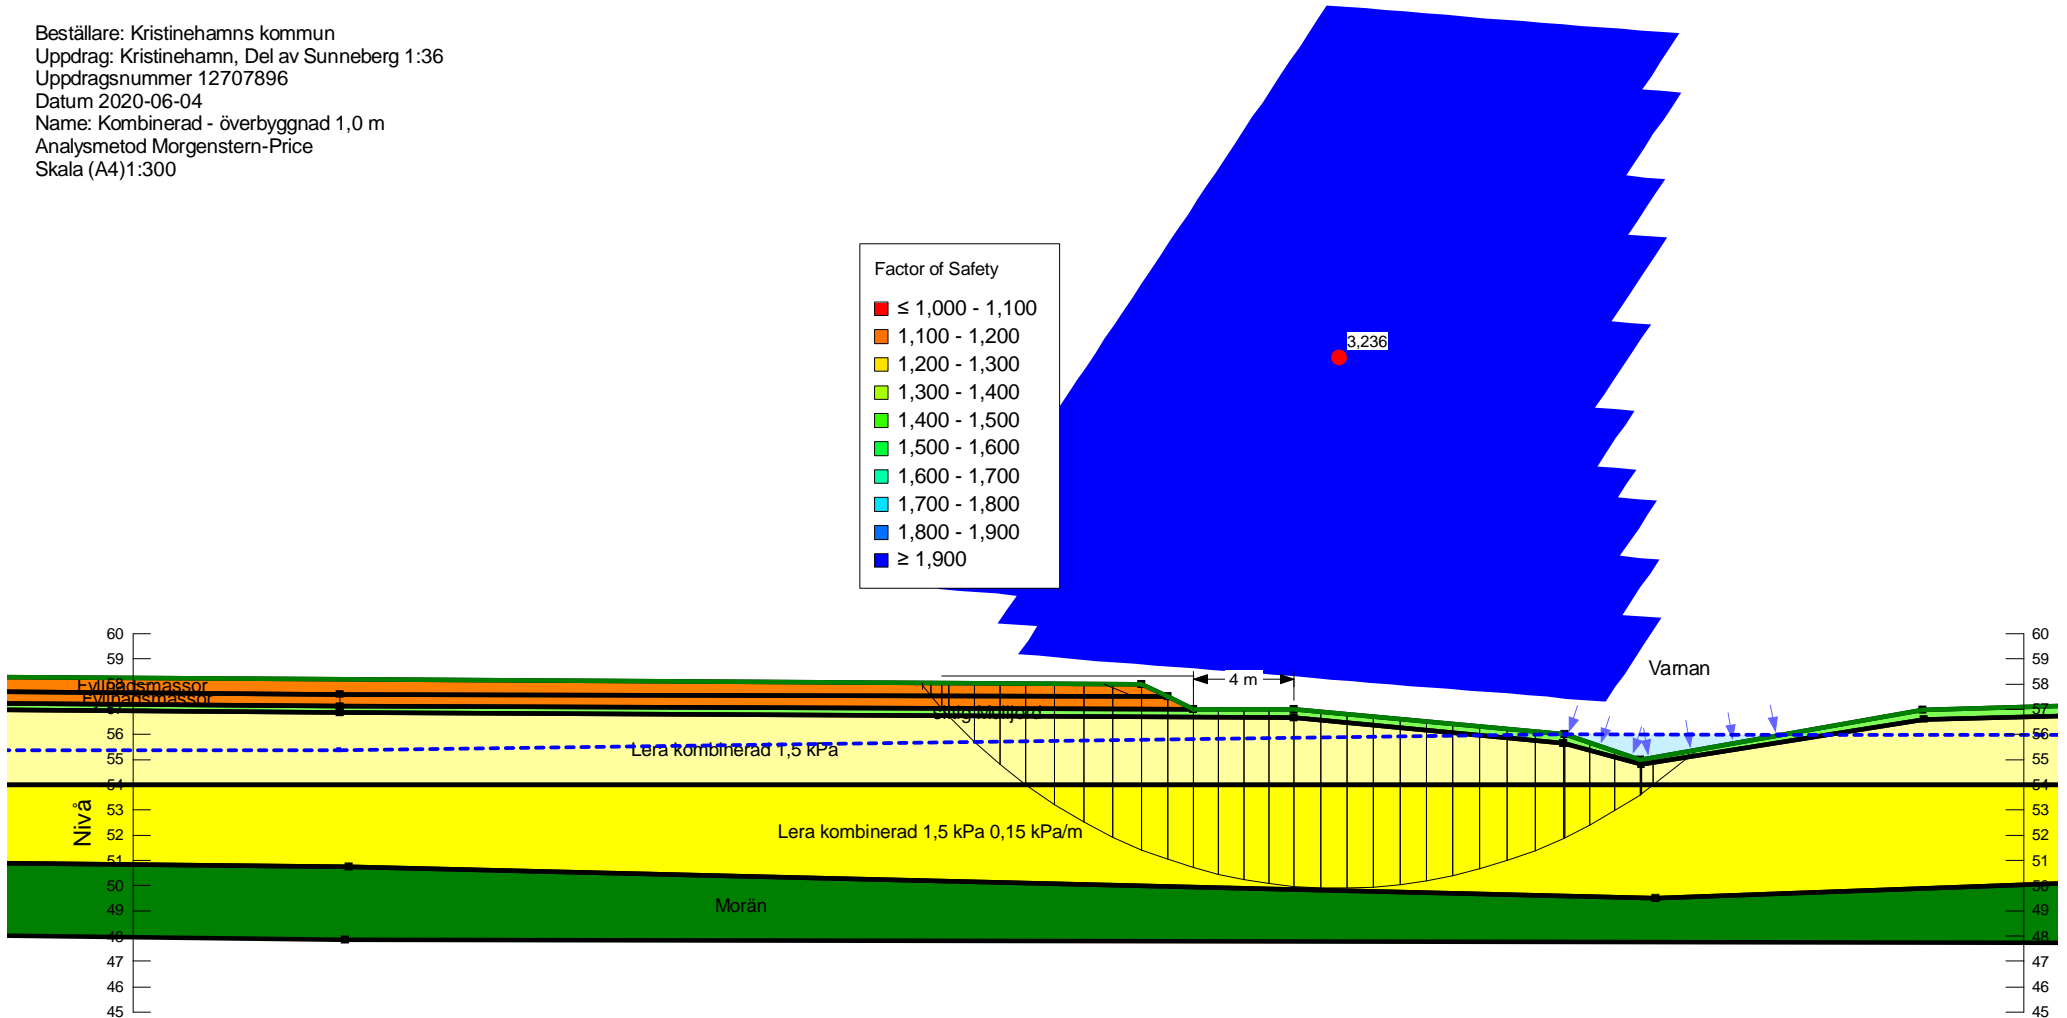 Beställare: Kristinehamns kommun
Uppdrag: Kristinehamn, Del av Sunneberg 1:36
Uppdragsnummer 12707896
Datum 2020-06-04
Name: Kombinerad - överbyggnad 1,0 m
Analysmetod Morgenstern-Price
Skala (A4)1:300
Factor of Safety
≤ 1,000 - 1,100
1,100 - 1,200
1,200 - 1,300
1,300 - 1,400
1,400 - 1,500
1,500 - 1,600
1,600 - 1,700
1,700 - 1,800
1,800 - 1,900
≥ 1,900
3,236
Varnan
4 m
Fyllnadsmassor
Fyllnadsmassor
Lera kombinerad 1,5 kPa
Lera kombinerad 1,5 kPa 0,15 kPa/m
Morän
Nivå
60
59
58
57
56
55
54
53
52
51
50
49
48
47
46
45
60
59
58
57
56
55
54
53
52
51
50
49
48
47
46
45